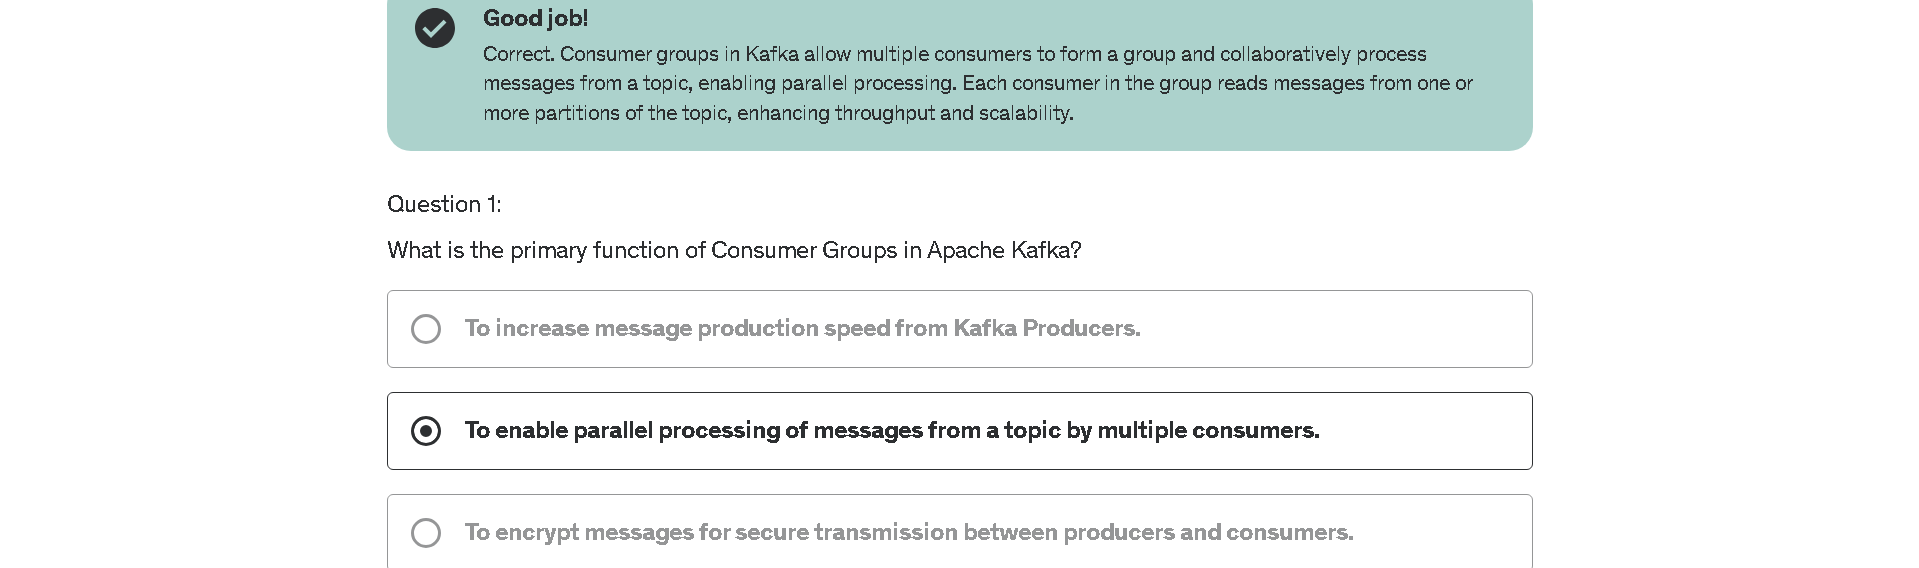 Good job!
Correct. Consumer groups in Kafka allow multiple consumers to form a group and collaboratively process
messages from a topic, enabling parallel processing. Each consumer in the group reads messages from one or
more partitions of the topic, enhancing throughput and scalability.
Question 1:
What is the primary function of Consumer Groups in Apache Kafka?
To increase message production speed from Kafka Producers.
To enable parallel processing of messages from a topic by multiple consumers.
To encrypt messages for secure transmission between producers and consumers.